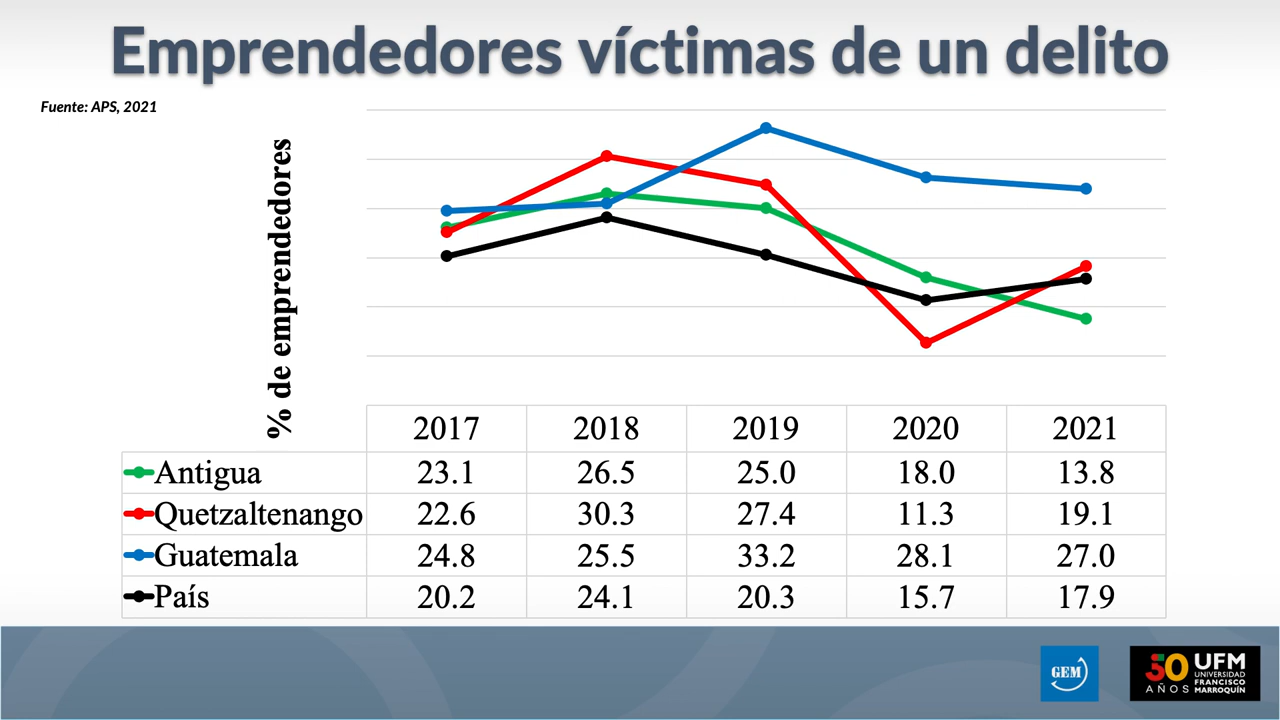 Emprendedores víctimas de un delito
Fuente: APS, 2021
% de emprendedores
2017 2018 2019 2020 2021
Antigua 23.1 26.5 25.0 18.0 13.8
Quetzaltenango 22.6 30.3 27.4 11.3 19.1
Guatemala 24.8 25.5 33.2 28.1 27.0
País 20.2 24.1 20.3 15.7 17.9
GEM
50 AÑOS
UFM
UNIVERSIDAD
FRANCISCO
MARROQUÍN